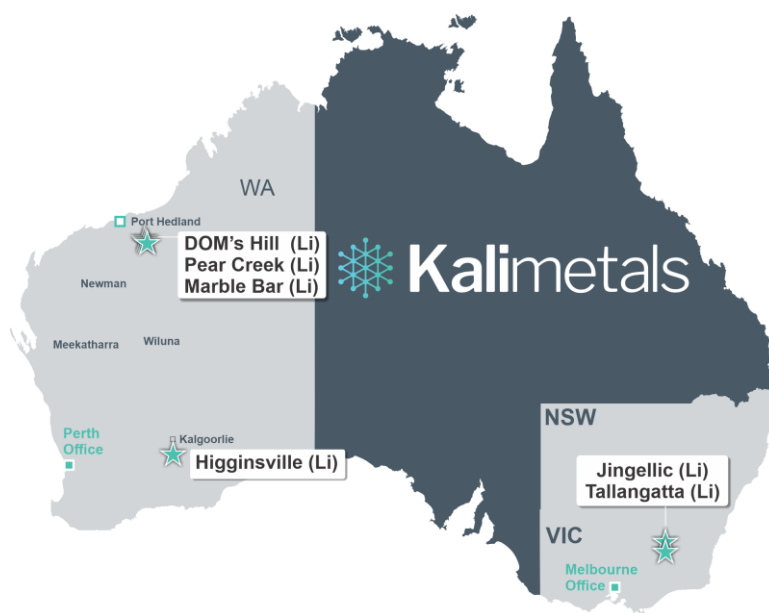 WA
Port Hedland
DOM's Hill (Li)
Pear Creek (Li)
Marble Bar (Li)
Kalimetals
Newman
Meekatharra
Wiluna
Perth
Office
Kalgoorlie
Higginsville (Li)
NSW
Jingellic (Li)
Tallangatta (Li)
VIC
Melbourne
Office